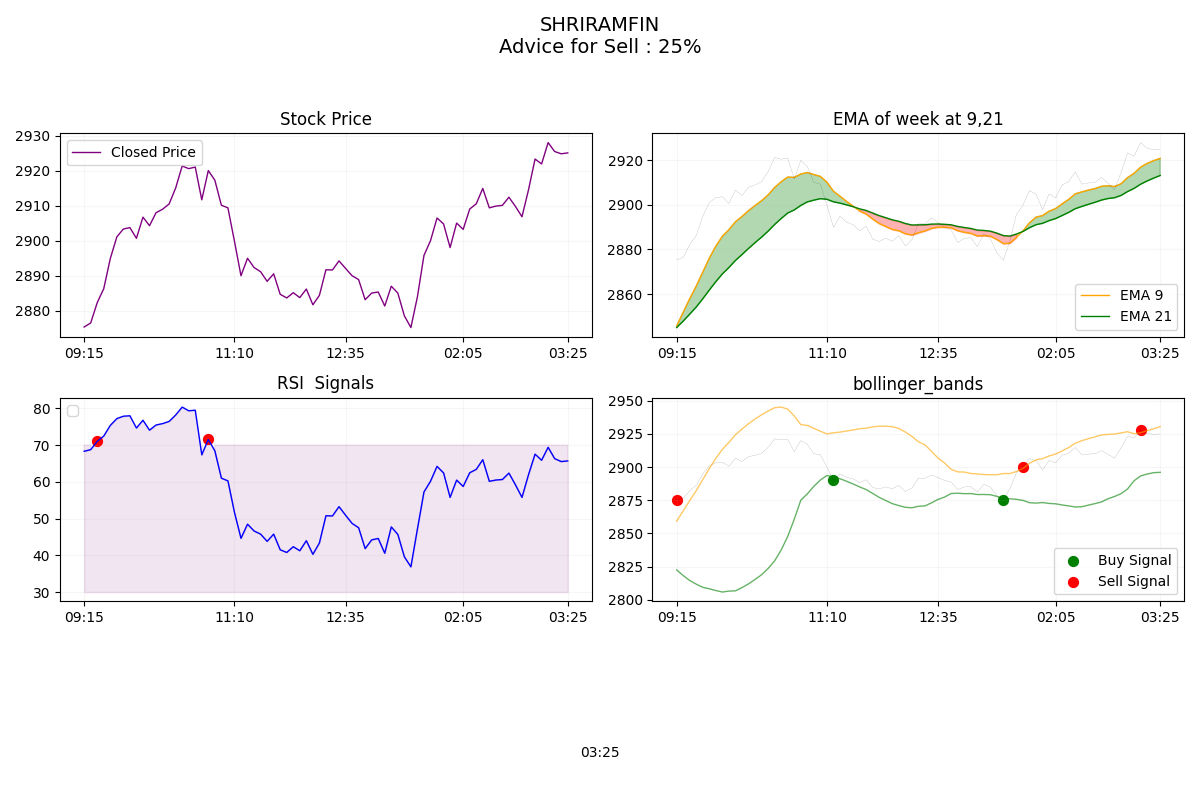 SHRIRAMFIN
Advice for Sell : 25%
Stock Price
2930
2920
2910
2900
2890
2880
Closed Price
09:15 11:10 12:35 02:05 03:25
EMA of week at 9,21
2920
2900
2880
2860
EMA 9
EMA 21
09:15 11:10 12:35 02:05 03:25
RSI  Signals
80
70
60
50
40
30
09:15 11:10 12:35 02:05 03:25
bollinger_bands
2950
2925
2900
2875
2850
2825
2800
Buy Signal
Sell Signal
09:15 11:10 12:35 02:05 03:25
03:25